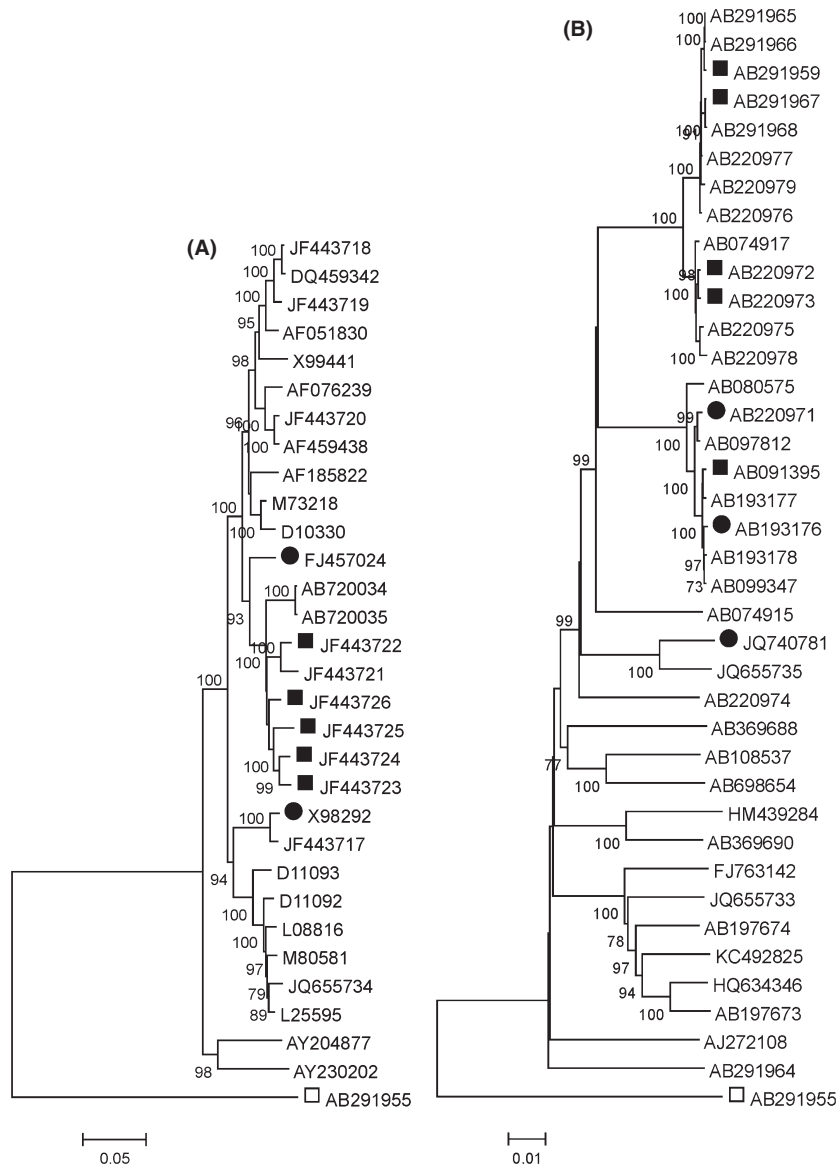 (A)
100
JF443718
100
DQ459342
100
JF443719
95
AF051830
98
X99441
AF076239
96
100
JF443720
100
AF459438
AF185822
M73218
100
100
D10330
FJ457024
100
AB720034
93
AB720035
100
JF443722
100
JF443721
100
JF443726
JF443725
100
JF443724
99
JF443723
100
X98292
JF443717
94
D11093
D11092
100
L08816
100
M80581
97
JQ655734
79
89
L25595
AY204877
98
AY230202
AB291955
0.05
(B)
100
AB291965
100
AB291966
AB291959
AB291967
100
91
AB291968
AB220977
100
AB220979
100
AB220976
AB074917
98
AB220972
100
AB220973
AB220975
100
AB220978
AB080575
99
AB220971
100
AB097812
99
AB091395
100
AB193177
100
AB193176
97
AB193178
73
AB099347
99
AB074915
JQ740781
100
JQ655735
AB220974
AB369688
77
AB108537
100
AB698654
HM439284
100
AB369690
FJ763142
100
JQ655733
78
AB197674
97
KC492825
94
HQ634346
100
AB197673
AJ272108
AB291964
AB291955
0.01